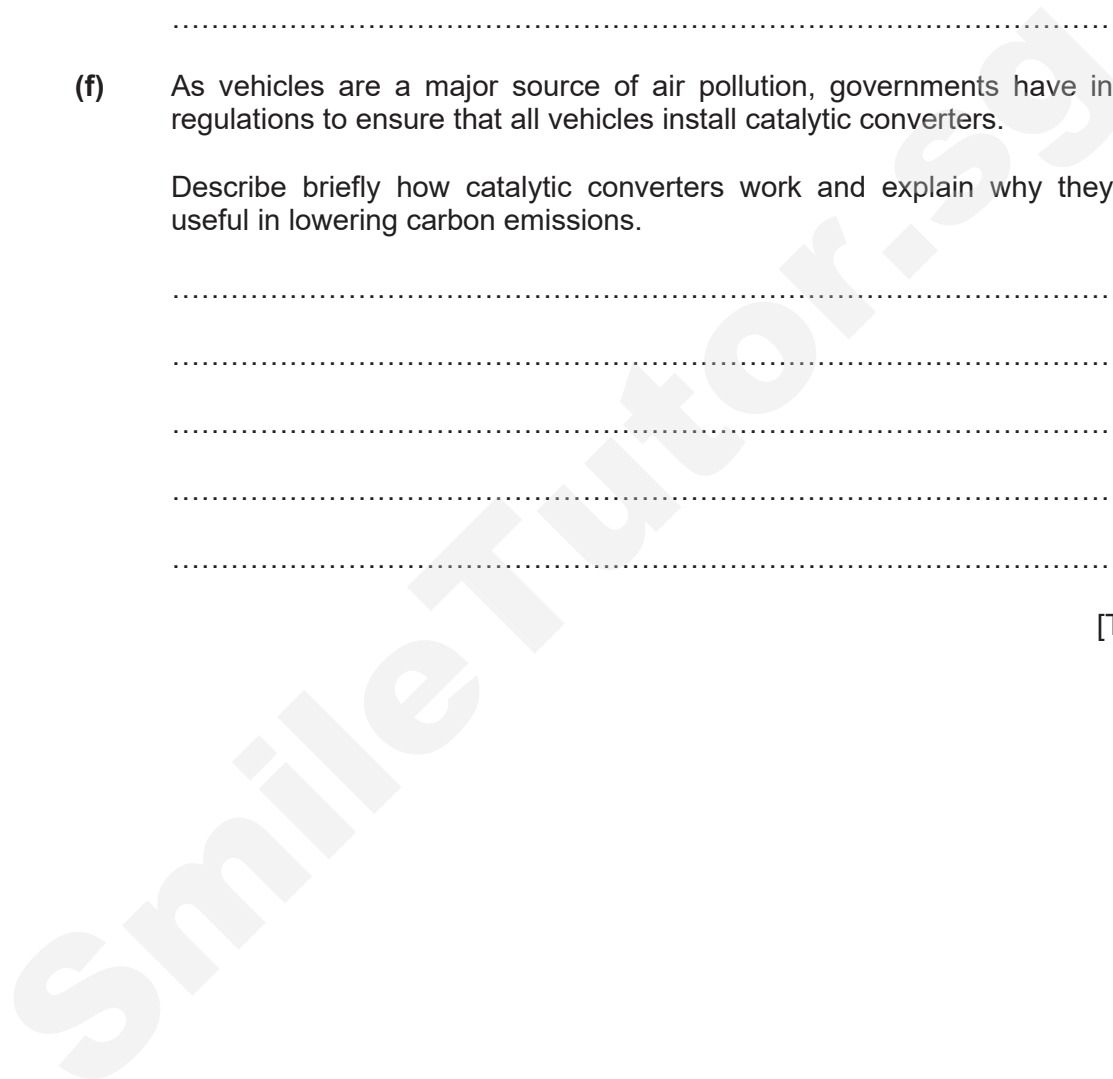 ……………………………………………………………………………………
(f) As vehicles are a major source of air pollution, governments have in
regulations to ensure that all vehicles install catalytic converters.
Describe briefly how catalytic converters work and explain why they
useful in lowering carbon emissions.
……………………………………………………………………………………
……………………………………………………………………………………
……………………………………………………………………………………
……………………………………………………………………………………
……………………………………………………………………………………
[T
SmileTutor.sg